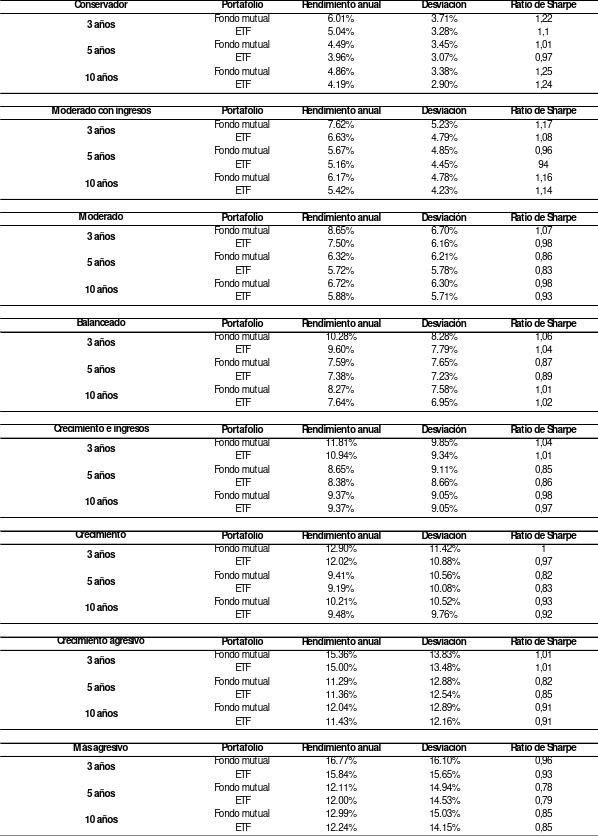 Conservador Portafolio Rendimiento anual Desviación Ratio de Sharpe
3 años Fondo mutual 6.01% 3.71% 1,22
ETF 5.04% 3.28% 1,1
5 años Fondo mutual 4.49% 3.45% 1,01
ETF 3.96% 3.07% 0,97
10 años Fondo mutual 4.86% 3.38% 1,25
ETF 4.19% 2.90% 1,24
Moderado con ingresos Portafolio Rendimiento anual Desviación Ratio de Sharpe
3 años Fondo mutual 7.62% 5.23% 1,17
ETF 6.63% 4.79% 1,08
5 años Fondo mutual 5.67% 4.85% 0,96
ETF 5.16% 4.45% 94
10 años Fondo mutual 6.17% 4.78% 1,16
ETF 5.42% 4.23% 1,14
Moderado Portafolio Rendimiento anual Desviación Ratio de Sharpe
3 años Fondo mutual 8.65% 6.70% 1,07
ETF 7.50% 6.16% 0,98
5 años Fondo mutual 6.32% 6.21% 0,86
ETF 5.72% 5.78% 0,83
10 años Fondo mutual 6.72% 6.30% 0,98
ETF 5.88% 5.71% 0,93
Balanceado Portafolio Rendimiento anual Desviación Ratio de Sharpe
3 años Fondo mutual 10.28% 8.28% 1,06
ETF 9.60% 7.79% 1,04
5 años Fondo mutual 7.59% 7.65% 0,87
ETF 7.38% 7.23% 0,89
10 años Fondo mutual 8.27% 7.58% 1,01
ETF 7.64% 6.95% 1,02
Crecimiento e ingresos Portafolio Rendimiento anual Desviación Ratio de Sharpe
3 años Fondo mutual 11.81% 9.85% 1,04
ETF 10.94% 9.34% 1,01
5 años Fondo mutual 8.65% 9.11% 0,85
ETF 8.38% 8.66% 0,86
10 años Fondo mutual 9.37% 9.05% 0,98
ETF 9.37% 9.05% 0,97
Crecimiento Portafolio Rendimiento anual Desviación Ratio de Sharpe
3 años Fondo mutual 12.90% 11.42% 1
ETF 12.02% 10.88% 0,97
5 años Fondo mutual 9.41% 10.56% 0,82
ETF 9.19% 10.08% 0,83
10 años Fondo mutual 10.21% 10.52% 0,93
ETF 9.48% 9.76% 0,92
Crecimiento agresivo Portafolio Rendimiento anual Desviación Ratio de Sharpe
3 años Fondo mutual 15.36% 13.83% 1,01
ETF 15.00% 13.48% 1,01
5 años Fondo mutual 11.29% 12.88% 0,82
ETF 11.36% 12.54% 0,85
10 años Fondo mutual 12.04% 12.89% 0,91
ETF 11.43% 12.16% 0,91
Más agresivo Portafolio Rendimiento anual Desviación Ratio de Sharpe
3 años Fondo mutual 16.77% 16.10% 0,96
ETF 15.84% 15.65% 0,93
5 años Fondo mutual 12.11% 14.94% 0,78
ETF 12.00% 14.53% 0,79
10 años Fondo mutual 12.99% 15.03% 0,85
ETF 12.24% 14.15% 0,85